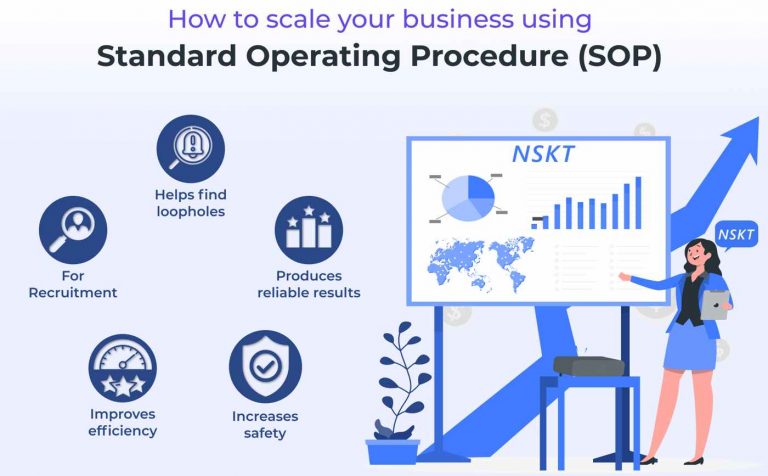 How to scale your business using
Standard Operating Procedure (SOP)
Helps find
loopholes
For
Recruitment
Produces
reliable results
Improves
efficiency
Increases
safety
NSKT
NSKT